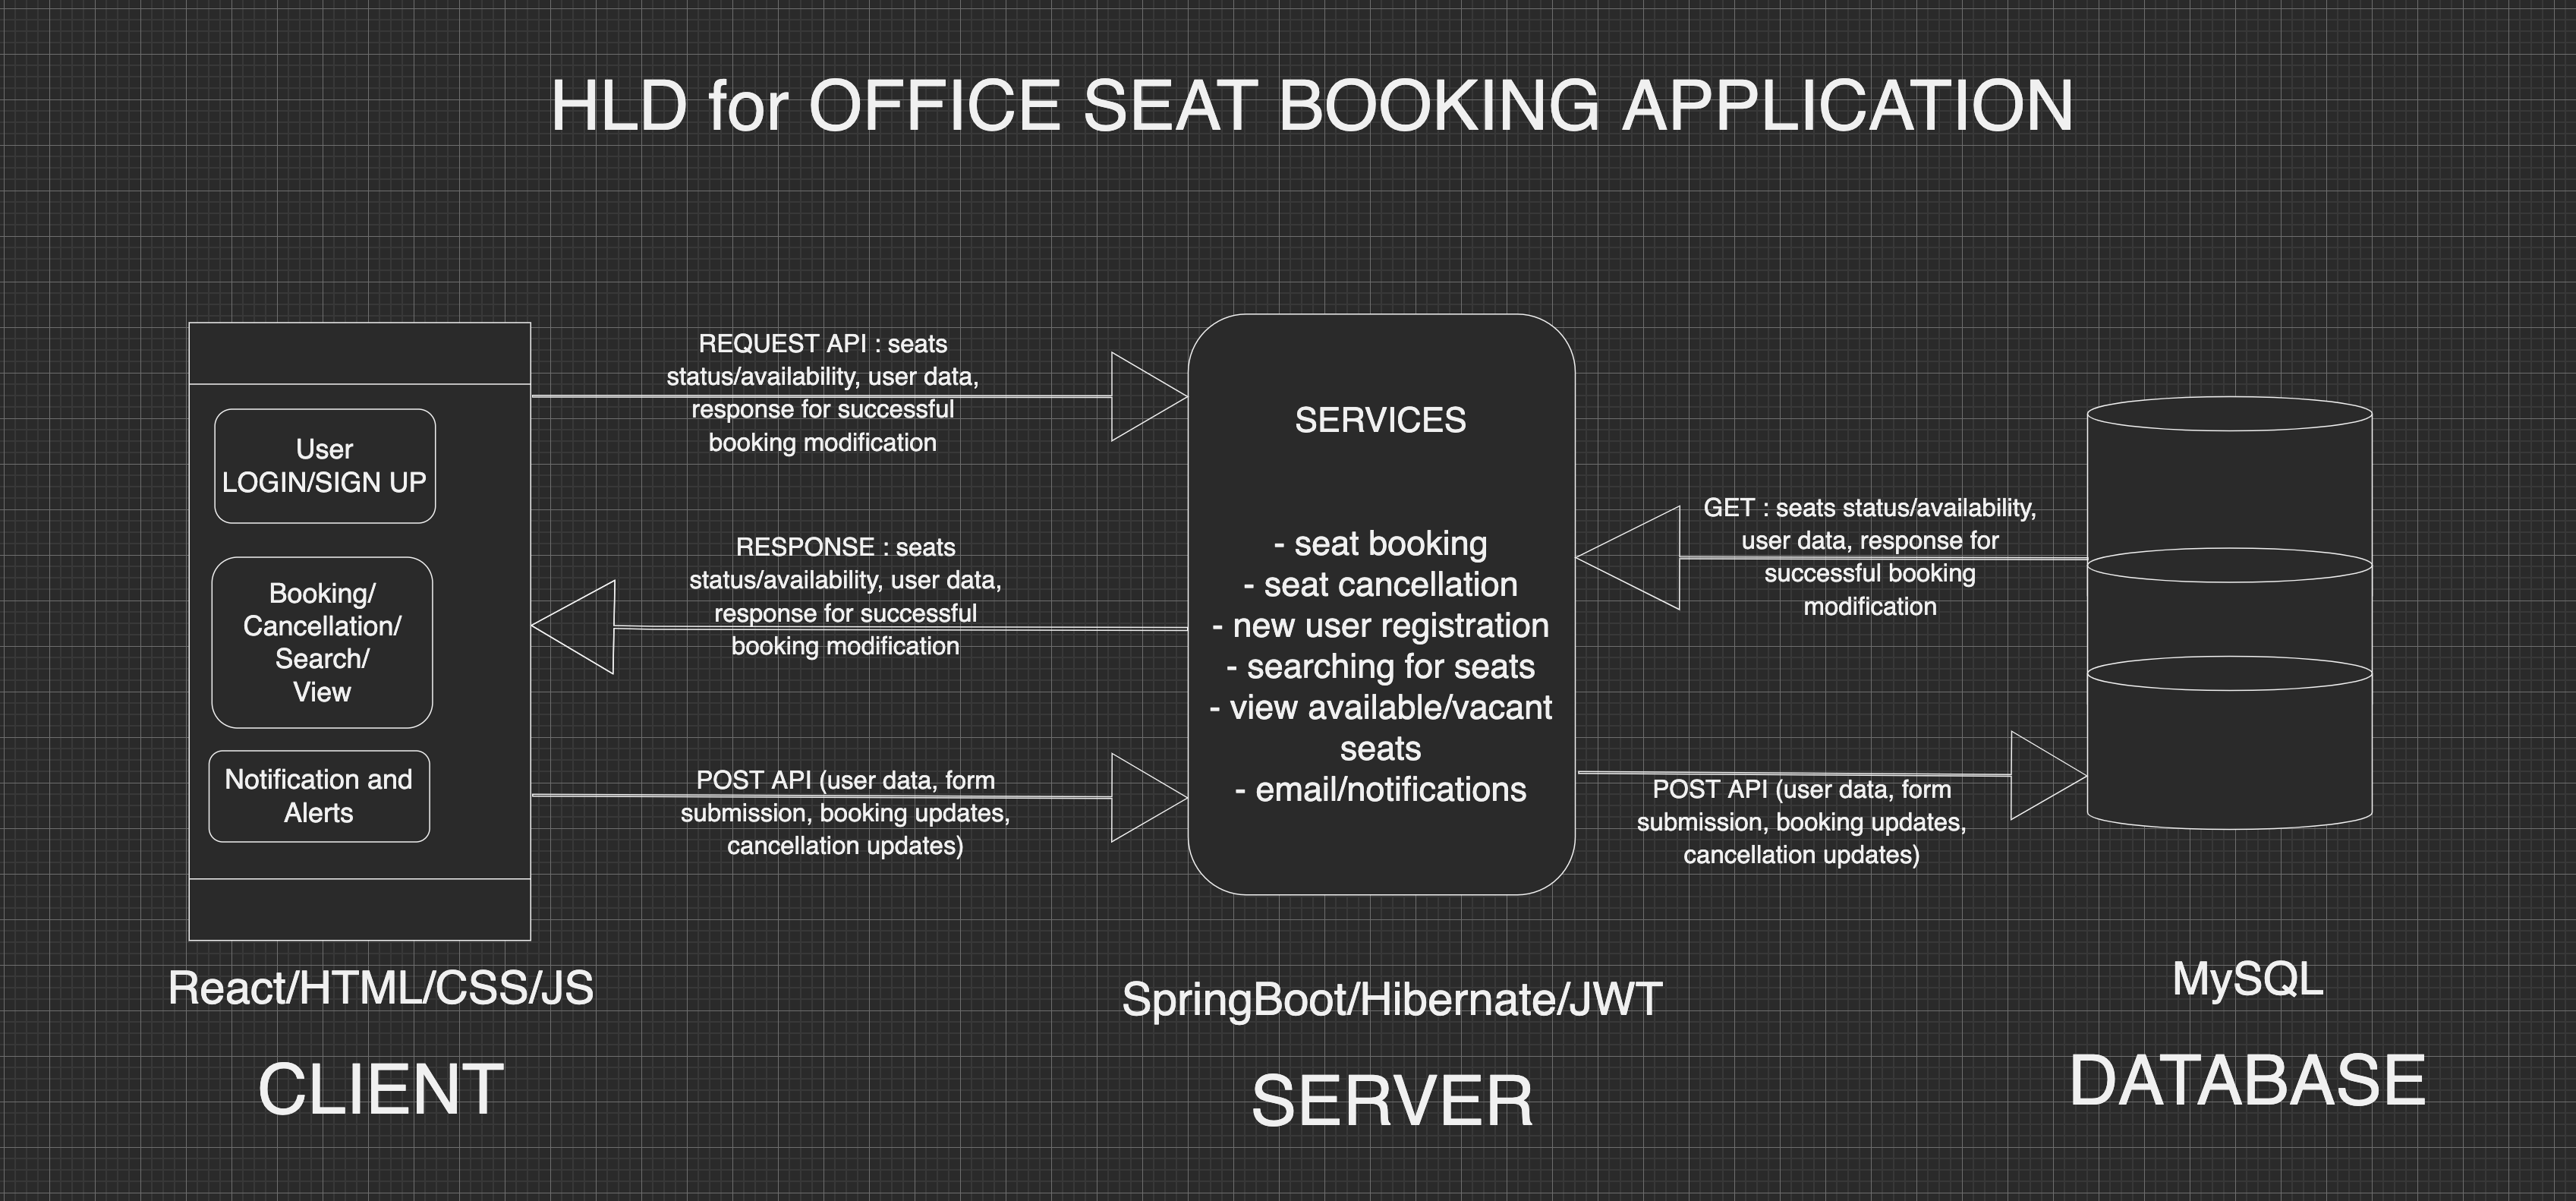 HLD for OFFICE SEAT BOOKING APPLICATION
User
LOGIN/SIGN UP
Booking/
Cancellation/
Search/
View
Notification and
Alerts
React/HTML/CSS/JS
CLIENT
REQUEST API : seats
status/availability, user data,
response for successful
booking modification
RESPONSE : seats
status/availability, user data,
response for successful
booking modification
POST API (user data, form
submission, booking updates,
cancellation updates)
SERVICES
- seat booking
- seat cancellation
- new user registration
- searching for seats
- view available/vacant
seats
- email/notifications
SpringBoot/Hibernate/JWT
SERVER
GET : seats status/availability,
user data, response for
successful booking
modification
POST API (user data, form
submission, booking updates,
cancellation updates)
MySQL
DATABASE